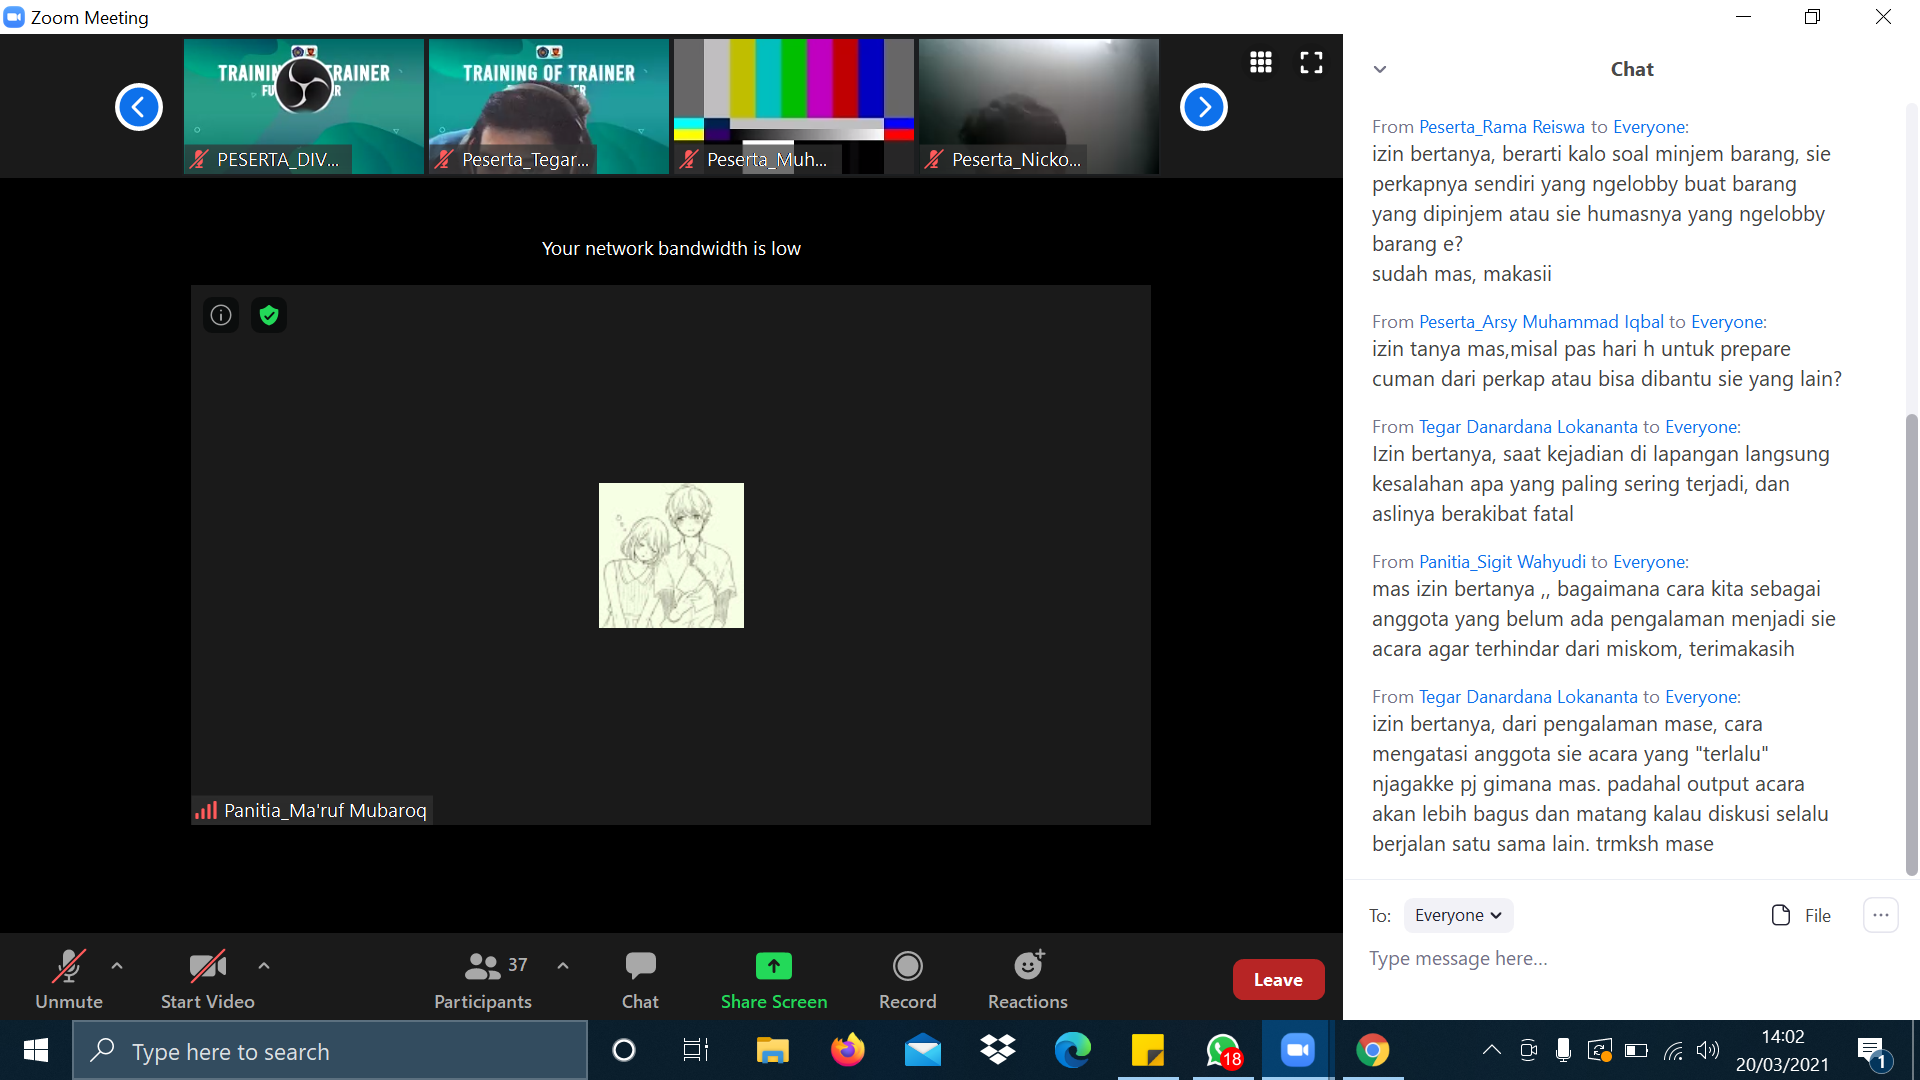 Zoom Meeting
TRAINING OF TRAINER
PESERTA_DIV...
Peserta_Tegar...
Peserta_Muh...
Peserta_Nicko...
Your network bandwidth is low
Panitia_Ma'ruf Mubaroq
Unmute
Start Video
37
Participants
Chat
Share Screen
Record
Reactions
Leave
Chat
From Peserta_Rama Reiswa to Everyone:
izin bertanya, berarti kalo soal minjem barang, sie
perkapnya sendiri yang ngelobby buat barang
yang dipinjem atau sie humasnya yang ngelobby
barang e?
sudah mas, makasii
From Peserta_Arsy Muhammad Iqbal to Everyone:
izin tanya mas,misal pas hari h untuk prepare
cuman dari perkap atau bisa dibantu sie yang lain?
From Tegar Danardana Lokananta to Everyone:
Izin bertanya, saat kejadian di lapangan langsung
kesalahan apa yang paling sering terjadi, dan
aslinya berakibat fatal
From Panitia_Sigit Wahyudi to Everyone:
mas izin bertanya ,, bagaimana cara kita sebagai
anggota yang belum ada pengalaman menjadi sie
acara agar terhindar dari miskom, terimakasih
From Tegar Danardana Lokananta to Everyone:
izin bertanya, dari pengalaman mase, cara
mengatasi anggota sie acara yang "terlalu"
njagakke pj gimana mas. padahal output acara
akan lebih bagus dan matang kalau diskusi selalu
berjalan satu sama lain. trmksh mase
To: Everyone
File
Type message here...
Type here to search
18
14:02
20/03/2021
1